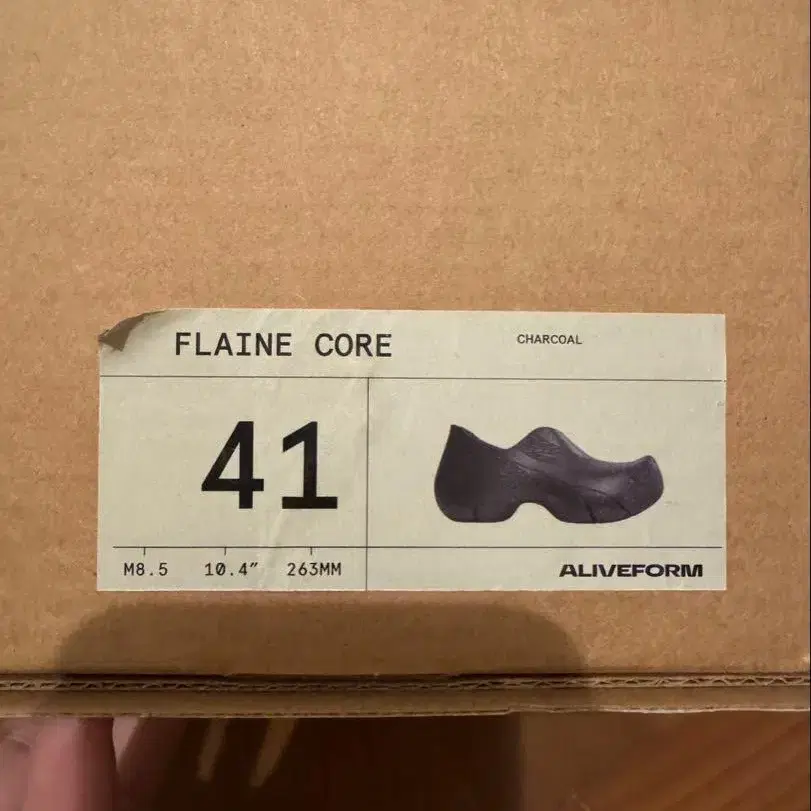 FLAINE CORE
CHARCOAL
41
M8.5 10.4″ 263MM
ALIVEFORM